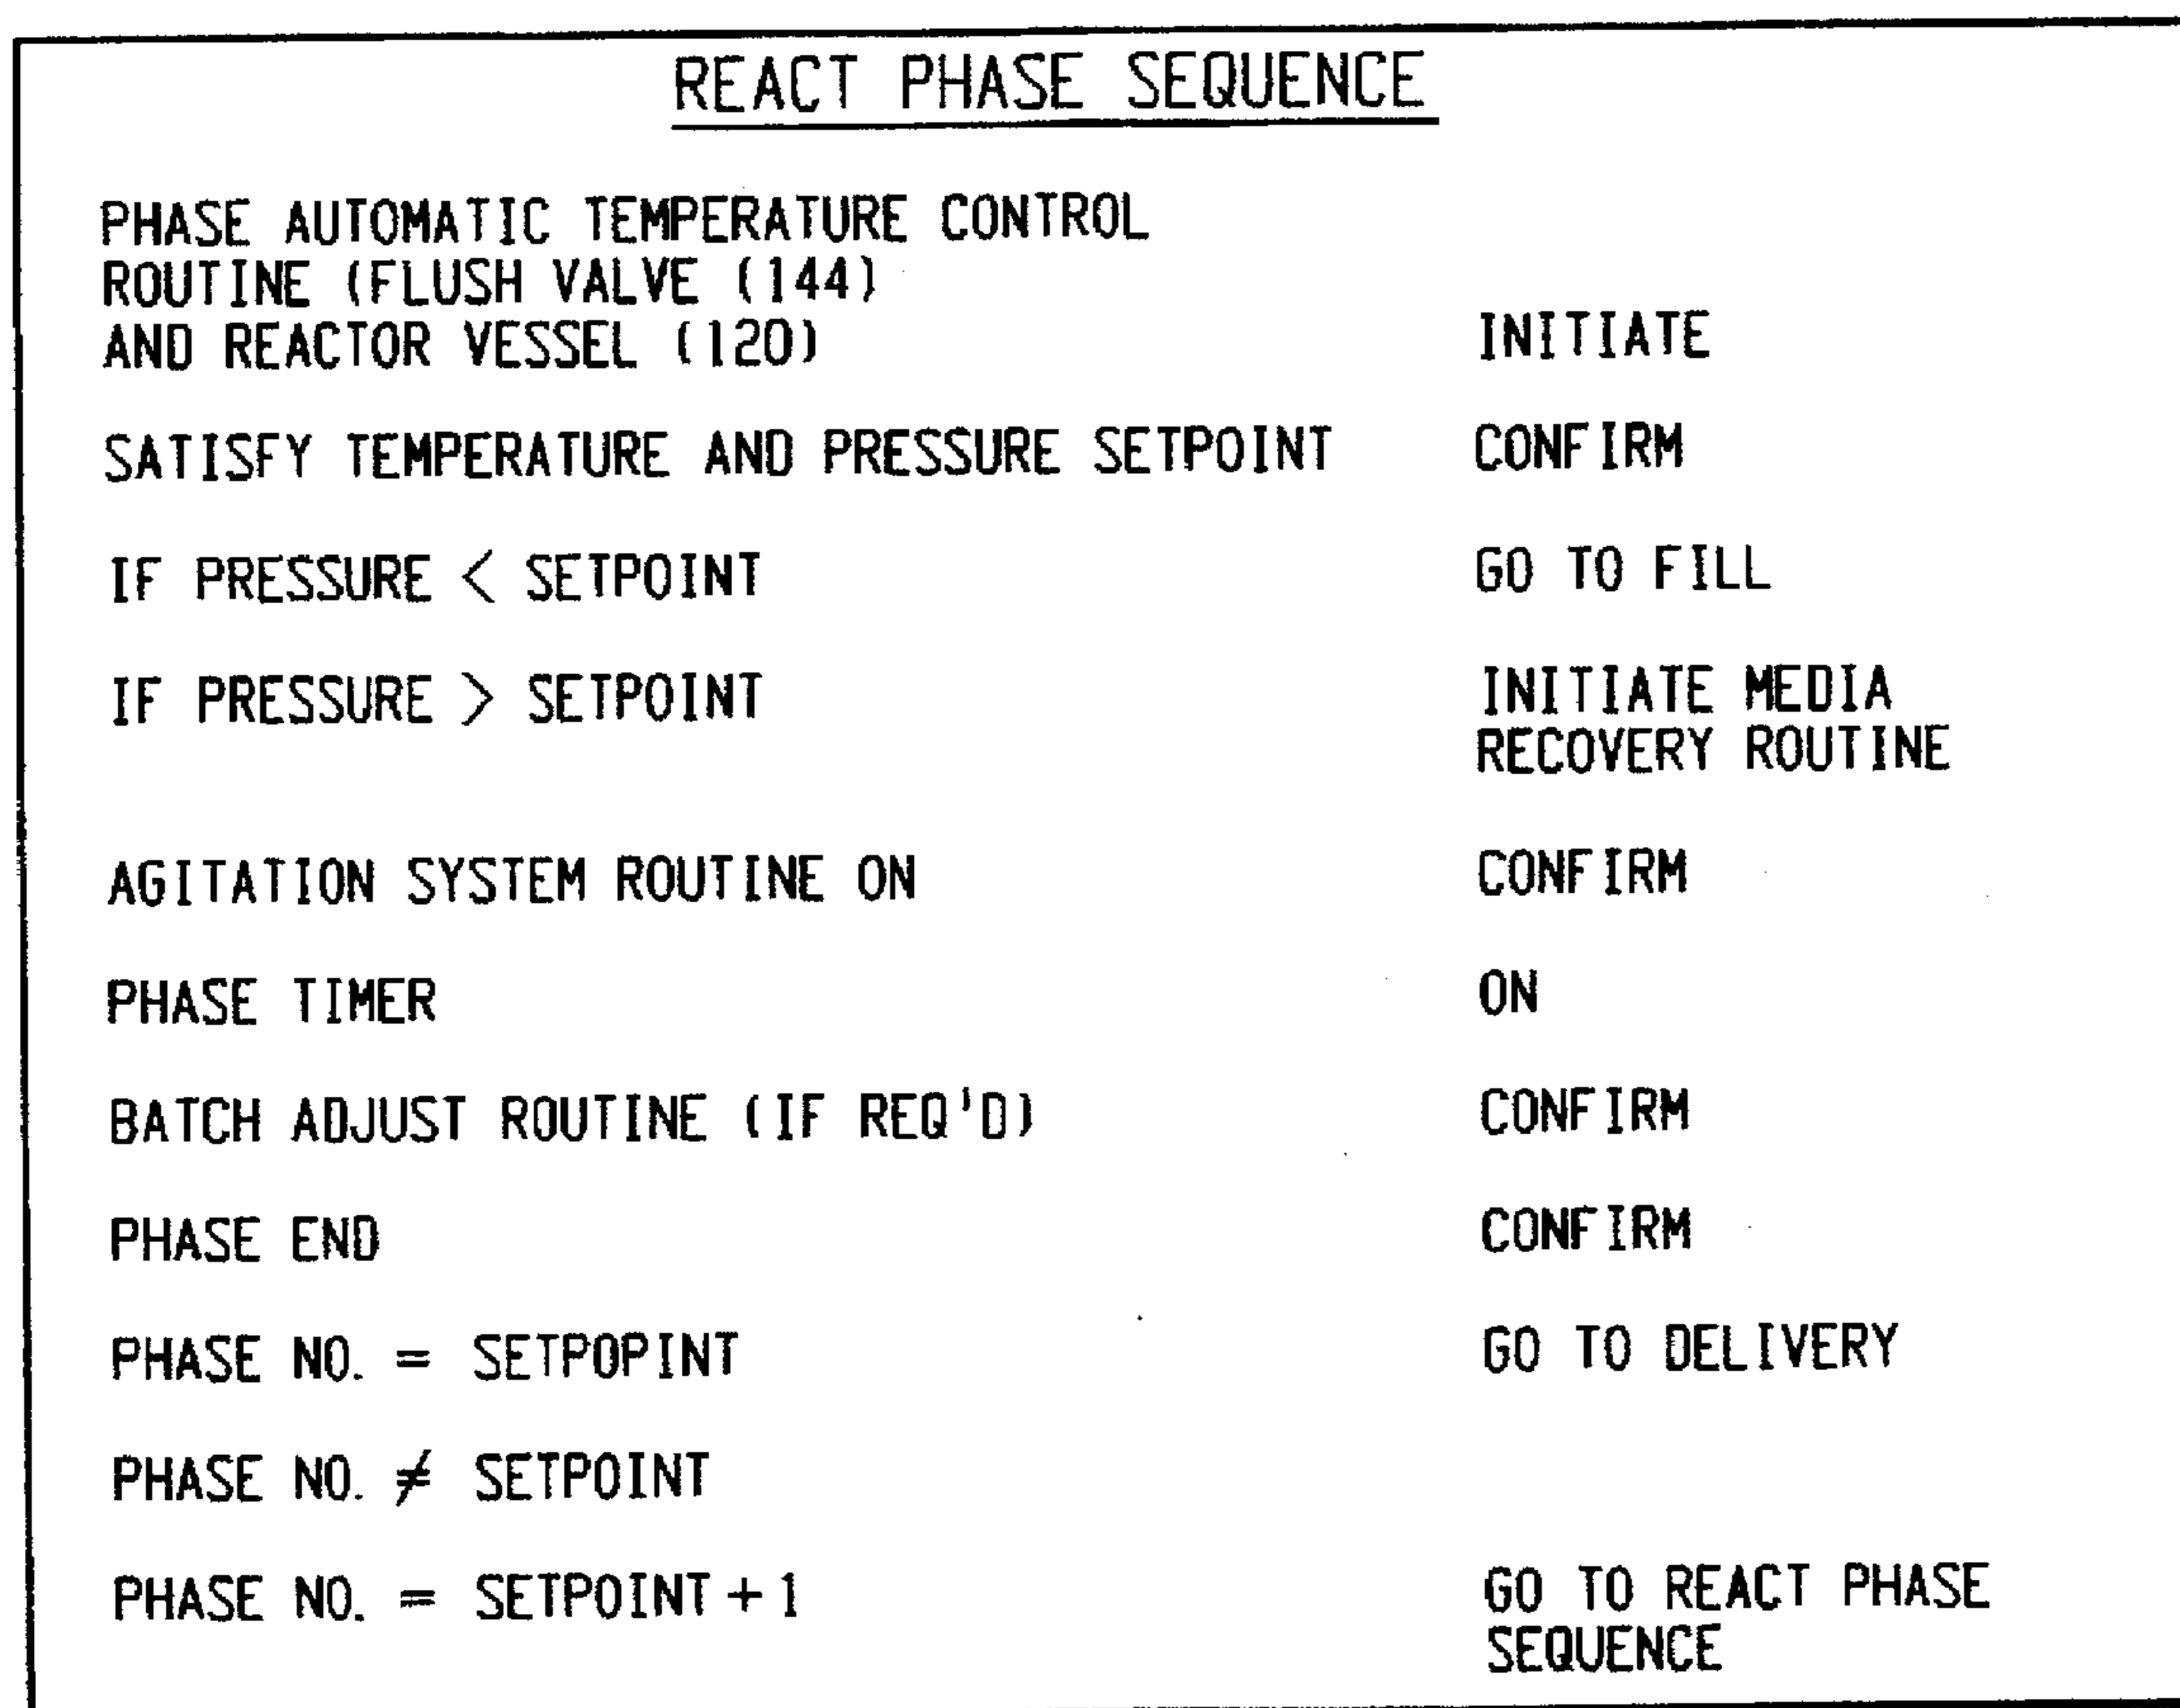 REACT PHASE SEQUENCE
PHASE AUTOMATIC TEMPERATURE CONTROL
ROUTINE (FLUSH VALVE (144)
AND REACTOR VESSEL (120) INITIATE
SATISFY TEMPERATURE AND PRESSURE SETPOINT CONFIRM
IF PRESSURE < SETPOINT GO TO FILL
IF PRESSURE > SETPOINT INITIATE MEDIA
RECOVERY ROUTINE
AGITATION SYSTEM ROUTINE ON CONFIRM
PHASE TIMER ON
BATCH ADJUST ROUTINE (IF REQ'D) CONFIRM
PHASE END CONFIRM
PHASE NO. = SETPOPINT GO TO DELIVERY
PHASE NO. ≠ SETPOINT
PHASE NO. = SETPOINT + 1 GO TO REACT PHASE
SEQUENCE